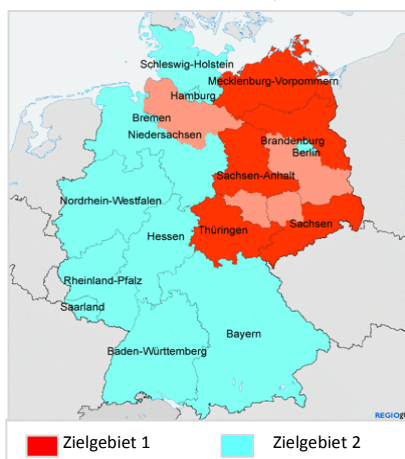 Schleswig-Holstein
Mecklenburg-Vorpommern
Hamburg
Bremen
Niedersachsen
Brandenburg
Berlin
Sachsen-Anhalt
Nordrhein-Westfalen
Hessen
Thüringen
Sachsen
Rheinland-Pfalz
Saarland
Bayern
Baden-Württemberg
Zielgebiet 1
Zielgebiet 2